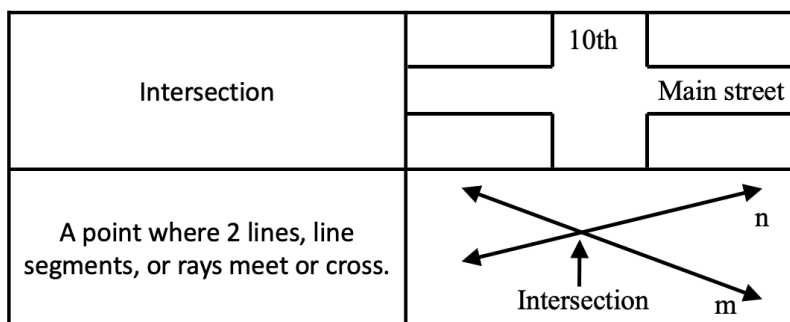 Intersection
10th
Main street
A point where 2 lines, line
segments, or rays meet or cross.
n
Intersection
m